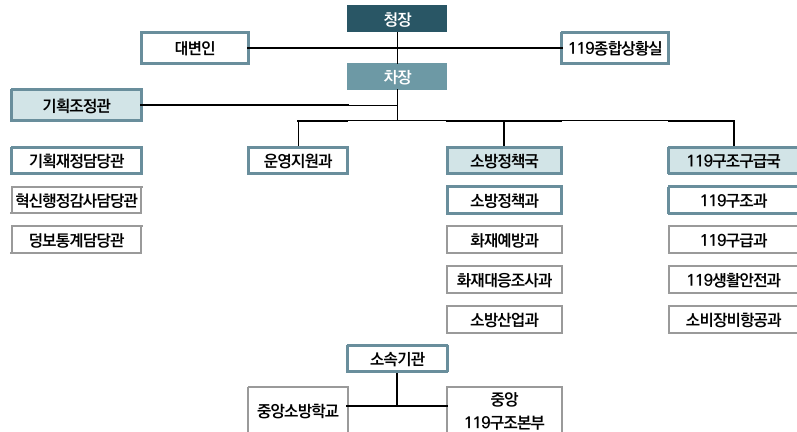 청장
대변인
119종합상황실
차장
기획조정관
기획재정담당관
운영지원과
소방정책국
119구조구급국
혁신행정감사담당관
소방정책과
119구조과
덩보통계담당관
화재예방과
119구급과
화재대응조사과
119생활안전과
소방산업과
소비장비항공과
소속기관
중앙소방학교
중앙
119구조본부